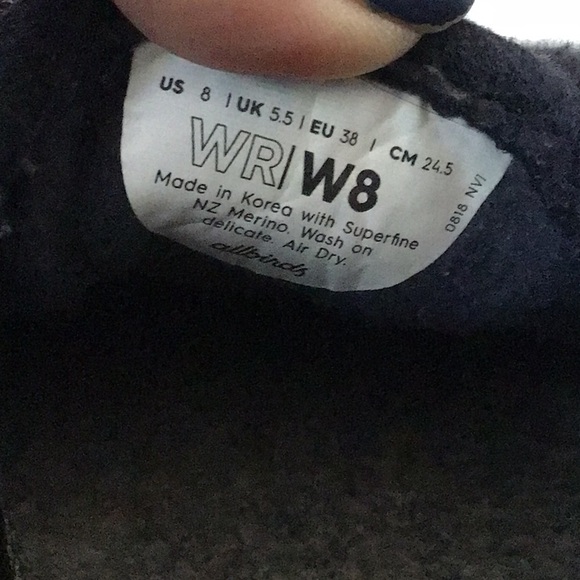 US 8 | UK 5.5 | EU 38 | CM 24.5
WR/W8
Made in Korea with Superfine
NZ Merino. Wash on
delicate. Air Dry.
allbirds
0818 NVJ